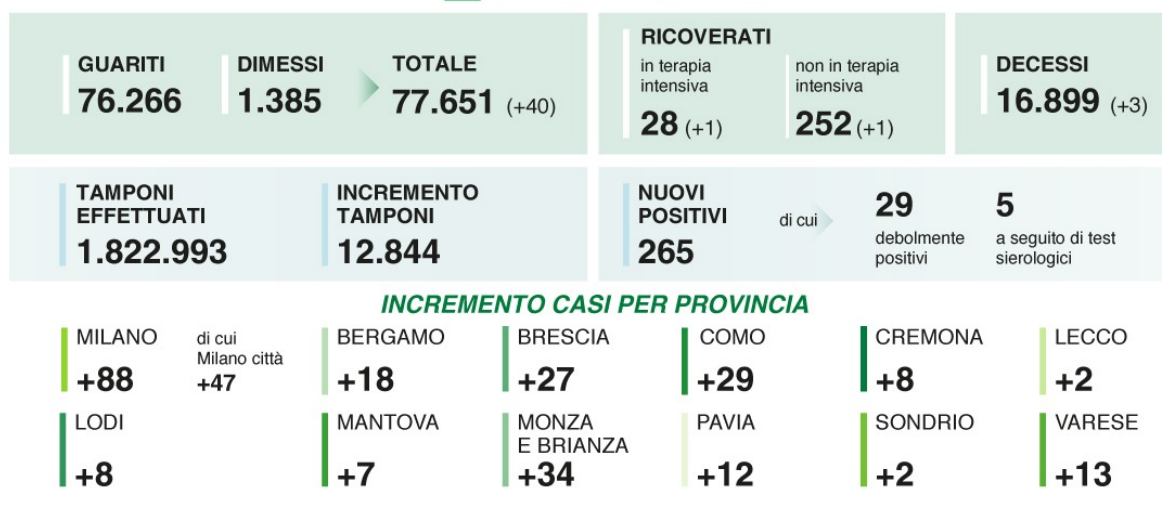 GUARITI
76.266
DIMESSI
1.385
TOTALE
77.651 (+40)
RICOVERATI
in terapia
intensiva
28 (+1)
non in terapia
intensiva
252 (+1)
DECESSI
16.899 (+3)
TAMPONI
EFFETTUATI
1.822.993
INCREMENTO
TAMPONI
12.844
NUOVI
POSITIVI
265
di cui
29
debolmente
positivi
5
a seguito di test
sierologici
INCREMENTO CASI PER PROVINCIA
MILANO
+88
di cui
Milano città
+47
BERGAMO
+18
BRESCIA
+27
COMO
+29
CREMONA
+8
LECCO
+2
LODI
+8
MANTOVA
+7
MONZA
E BRIANZA
+34
PAVIA
+12
SONDRIO
+2
VARESE
+13